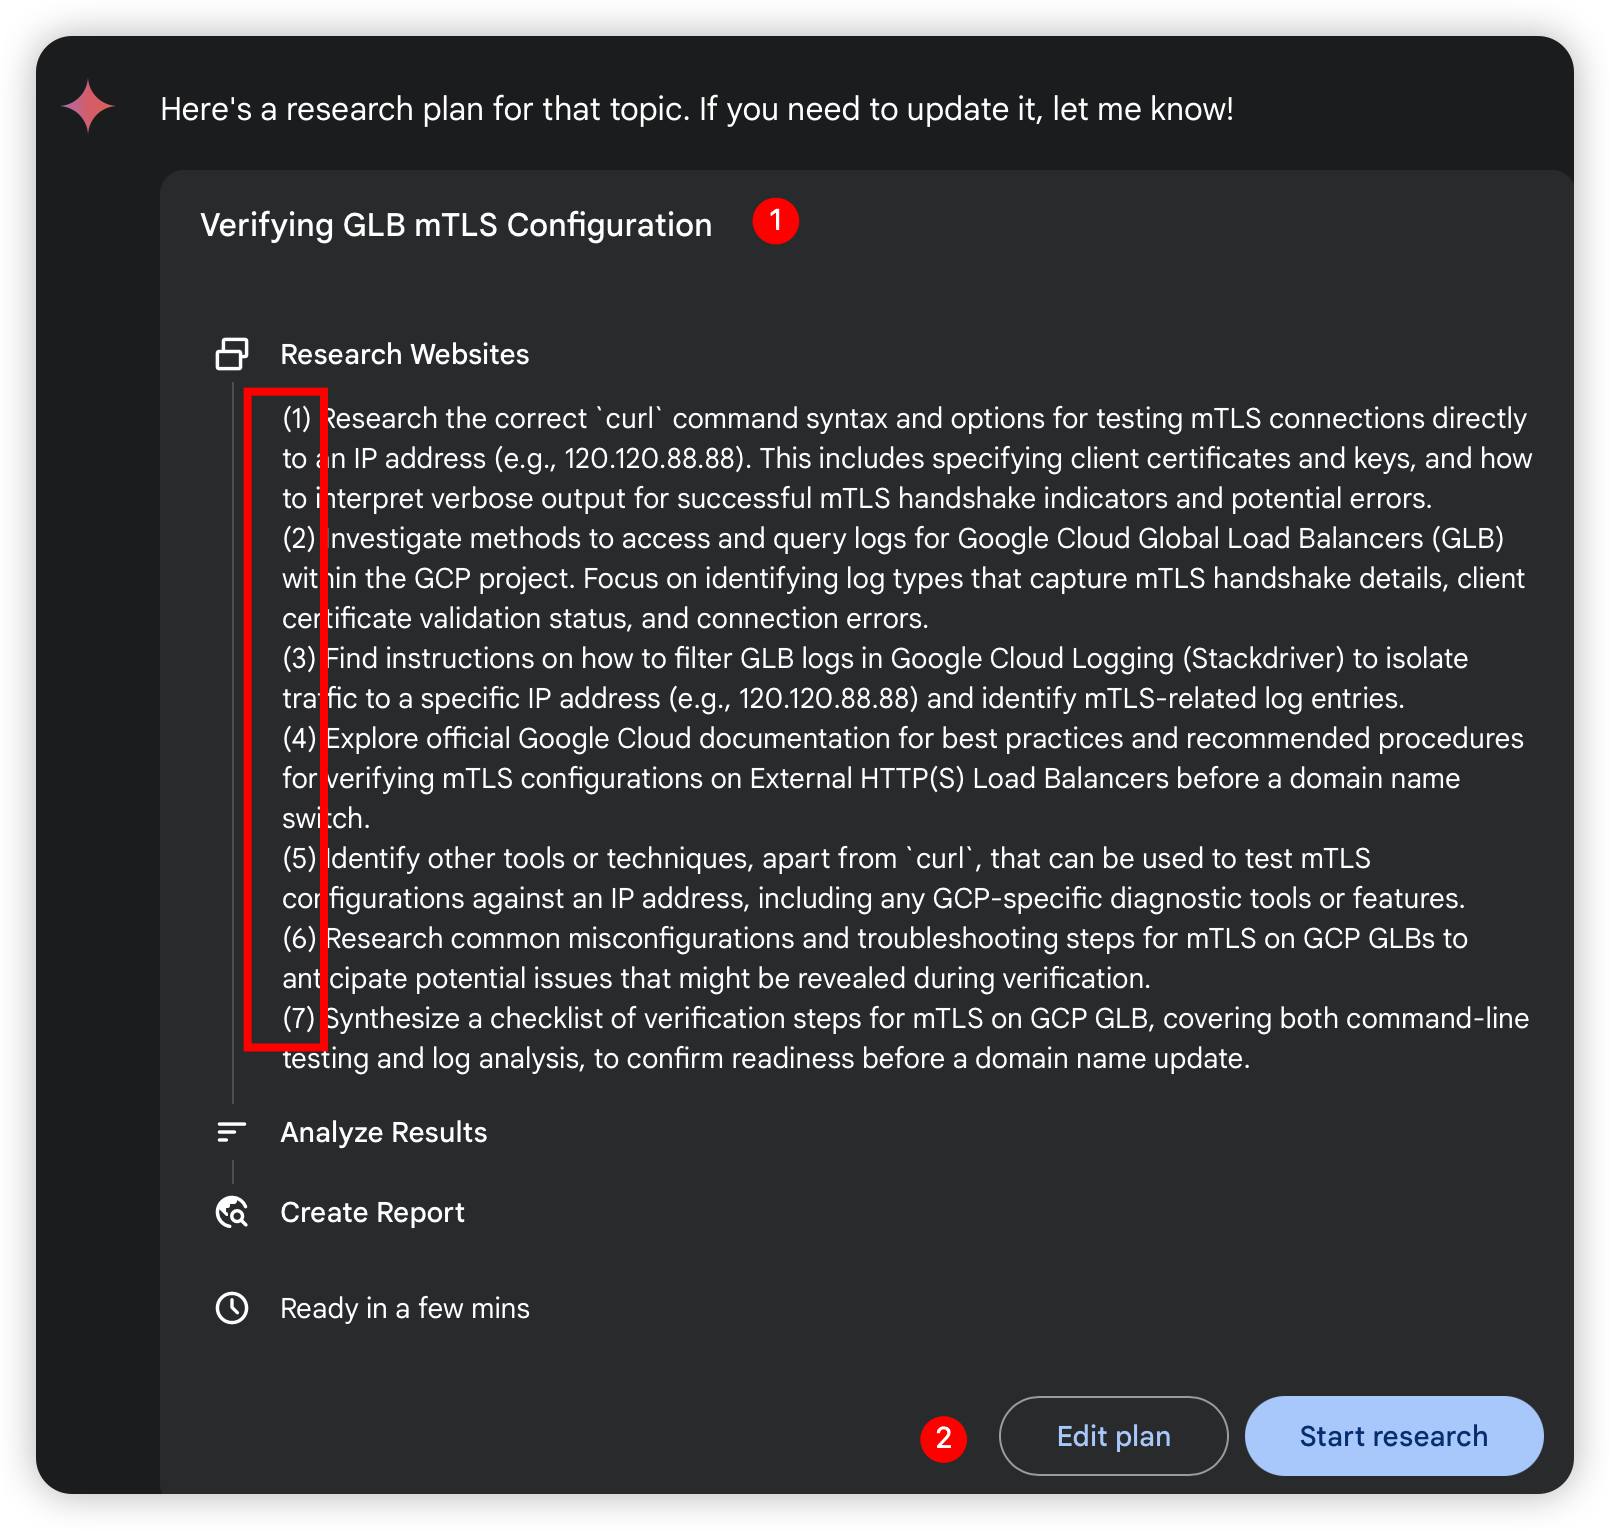 Here's a research plan for that topic. If you need to update it, let me know!
Verifying GLB mTLS Configuration
1
Research Websites
(1) Research the correct `curl` command syntax and options for testing mTLS connections directly
to an IP address (e.g., 120.120.88.88). This includes specifying client certificates and keys, and how
to interpret verbose output for successful mTLS handshake indicators and potential errors.
(2) Investigate methods to access and query logs for Google Cloud Global Load Balancers (GLB)
within the GCP project. Focus on identifying log types that capture mTLS handshake details, client
certificate validation status, and connection errors.
(3) Find instructions on how to filter GLB logs in Google Cloud Logging (Stackdriver) to isolate
traffic to a specific IP address (e.g., 120.120.88.88) and identify mTLS-related log entries.
(4) Explore official Google Cloud documentation for best practices and recommended procedures
for verifying mTLS configurations on External HTTP(S) Load Balancers before a domain name
switch.
(5) Identify other tools or techniques, apart from `curl`, that can be used to test mTLS
configurations against an IP address, including any GCP-specific diagnostic tools or features.
(6) Research common misconfigurations and troubleshooting steps for mTLS on GCP GLBs to
anticipate potential issues that might be revealed during verification.
(7) Synthesize a checklist of verification steps for mTLS on GCP GLB, covering both command-line
testing and log analysis, to confirm readiness before a domain name update.
Analyze Results
Create Report
Ready in a few mins
2
Edit plan
Start research